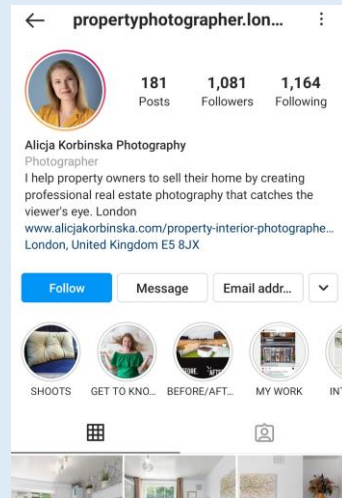 propertyphotographer.lon...
181 1,081 1,164
Posts Followers Following
Alicja Korbinska Photography
Photographer
I help property owners to sell their home by creating
professional real estate photography that catches the
viewer's eye. London
www.alicjakorbinska.com/property-interior-photographe...
London, United Kingdom E5 8JX
Follow Message Email addr...
SHOOTS GET TO KNO... BEFORE/AFT... MY WORK INT